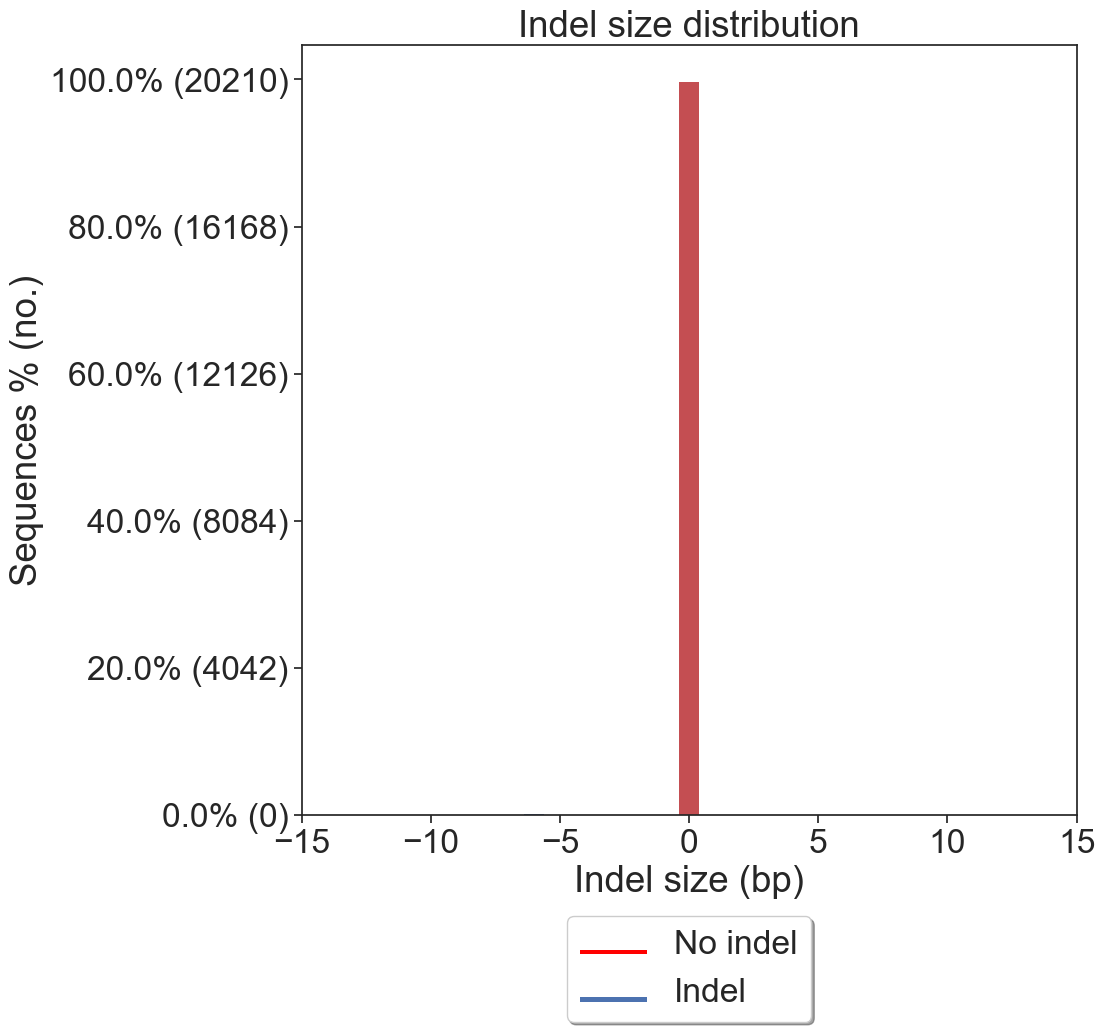 Indel size distribution
100.0% (20210)
80.0% (16168)
60.0% (12126)
40.0% (8084)
20.0% (4042)
0.0% (0)
Sequences % (no.)
−15 −10 −5 0 5 10 15
Indel size (bp)
No indel
Indel